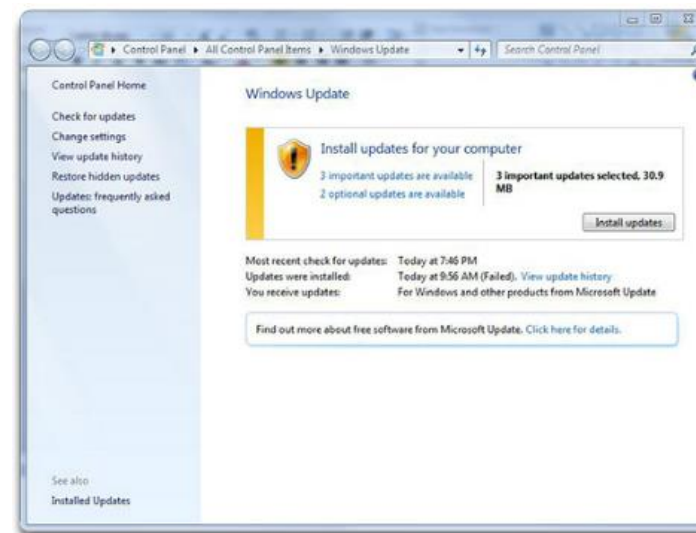 Control Panel ▸ All Control Panel Items ▸ Windows Update
Search Control Panel
Control Panel Home
Check for updates
Change settings
View update history
Restore hidden updates
Updates: frequently asked
questions
See also
Installed Updates
Windows Update
Install updates for your computer
3 important updates are available
2 optional updates are available
3 important updates selected, 30.9
MB
Install updates
Most recent check for updates: Today at 7:46 PM
Updates were installed: Today at 9:56 AM (Failed). View update history
You receive updates: For Windows and other products from Microsoft Update
Find out more about free software from Microsoft Update. Click here for details.